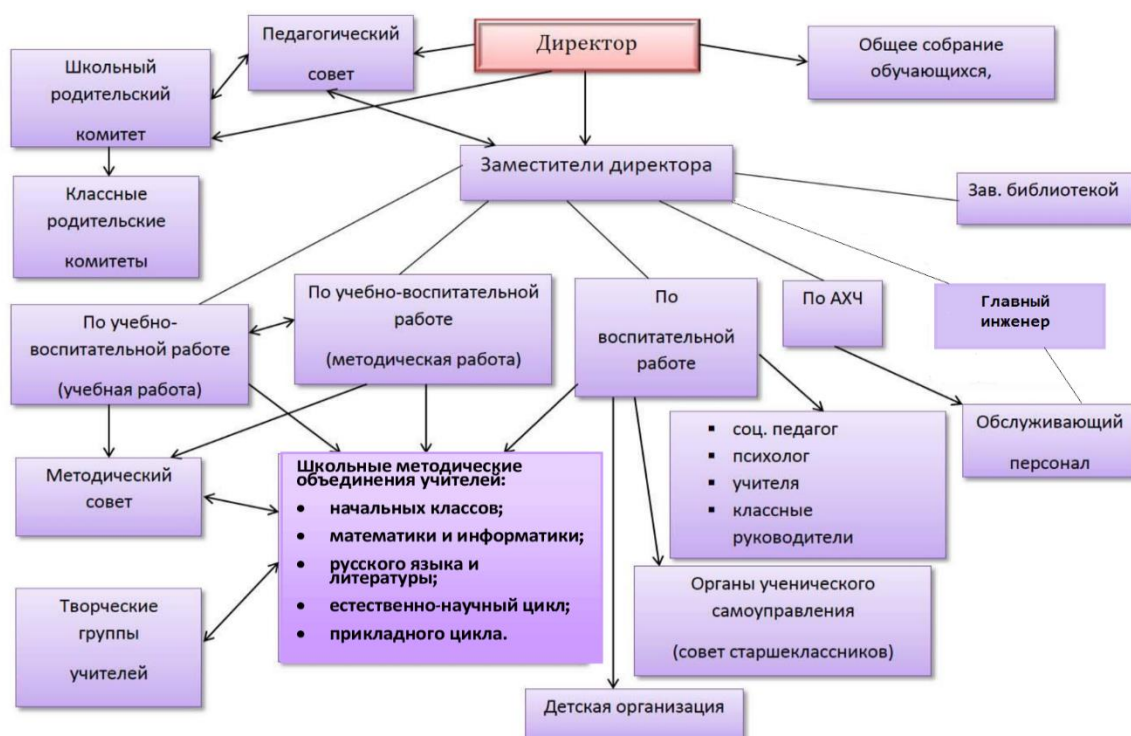 Педагогический
совет
Директор
Общее собрание
обучающихся,
Школьный
родительский
комитет
Заместители директора
Зав. библиотекой
Классные
родительские
комитеты
По учебно-
воспитательной работе
(учебная работа)
По учебно-воспитательной
работе
(методическая работа)
По
воспитательной
работе
По АХЧ
Главный
инженер
Методический
совет
Школьные методические
объединения учителей:
• начальных классов;
• математики и информатики;
• русского языка и
литературы;
• естественно-научный цикл;
• прикладного цикла.
▪ соц. педагог
▪ психолог
▪ учителя
▪ классные
руководители
Обслуживающий
персонал
Творческие
группы
учителей
Органы ученического
самоуправления
(совет старшеклассников)
Детская организация